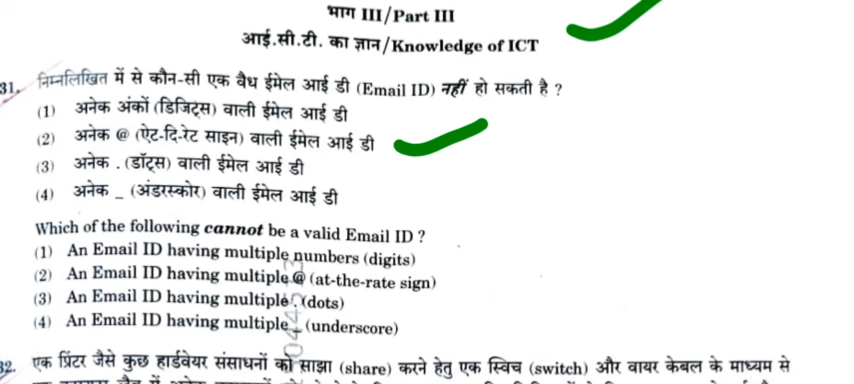 भाग III/Part III
आई.सी.टी. का ज्ञान/Knowledge of ICT
31. निम्नलिखित में से कौन-सी एक वैध ईमेल आई डी (Email ID) नहीं हो सकती है ?
(1) अनेक अंकों (डिजिट्स) वाली ईमेल आई डी
(2) अनेक @ (ऐट-दि-रेट साइन) वाली ईमेल आई डी
(3) अनेक . (डॉट्स) वाली ईमेल आई डी
(4) अनेक _ (अंडरस्कोर) वाली ईमेल आई डी
Which of the following cannot be a valid Email ID ?
(1) An Email ID having multiple numbers (digits)
(2) An Email ID having multiple @ (at-the-rate sign)
(3) An Email ID having multiple . (dots)
(4) An Email ID having multiple _ (underscore)
32. एक प्रिंटर जैसे कुछ हार्डवेयर संसाधनों को साझा (share) करने हेतु एक स्विच (switch) और वायर केबल के माध्यम से